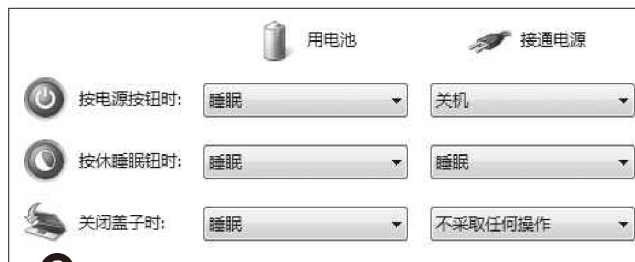 用电池 接通电源
按电源按钮时: 睡眠 关机
按休睡眠钮时: 睡眠 睡眠
关闭盖子时: 睡眠 不采取任何操作